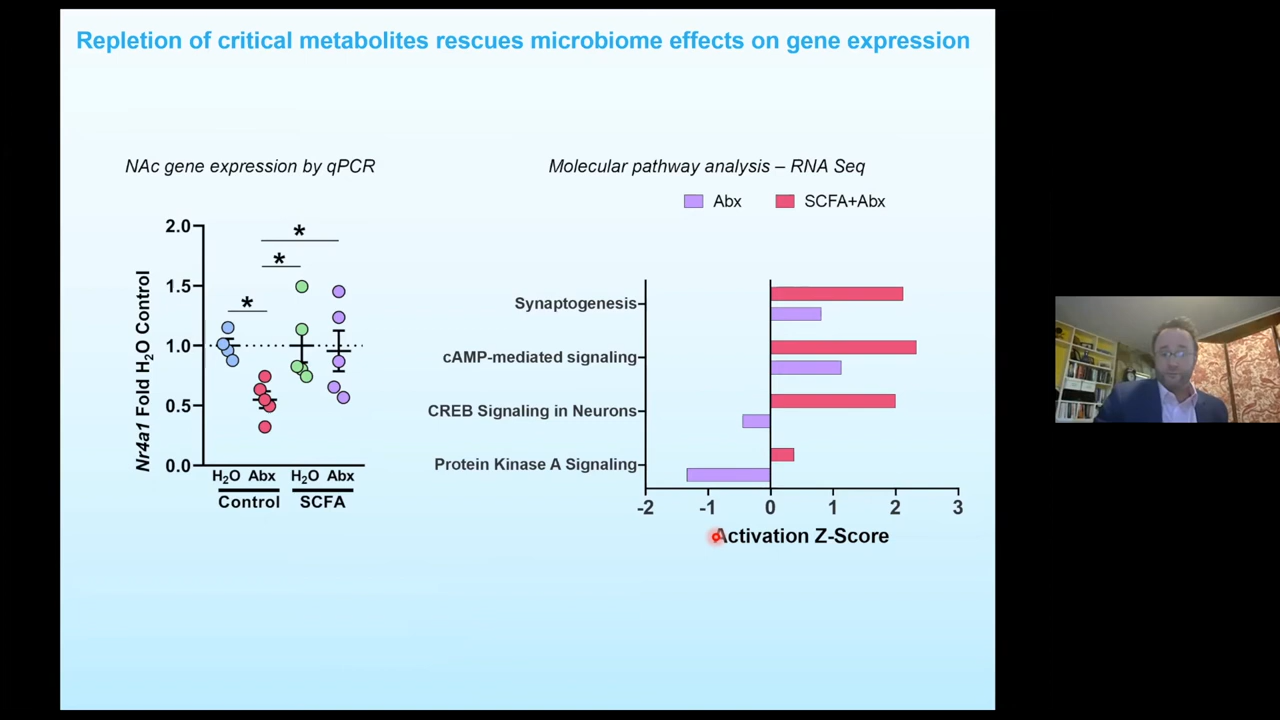 Repletion of critical metabolites rescues microbiome effects on gene expression
NAc gene expression by qPCR
Nr4a1 Fold H2O Control
2.0
1.5
1.0
0.5
0.0
*
*
*
H2O Abx H2O Abx
Control SCFA
Molecular pathway analysis – RNA Seq
Abx SCFA+Abx
Synaptogenesis
cAMP-mediated signaling
CREB Signaling in Neurons
Protein Kinase A Signaling
-2 -1 0 1 2 3
Activation Z-Score